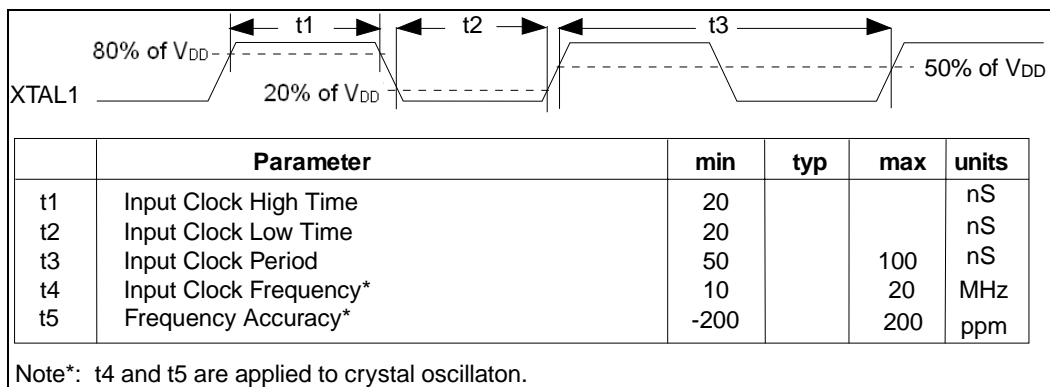 t1 t2 t3
80% of VDD
50% of VDD
XTAL1
20% of VDD
Parameter min typ max units
t1 Input Clock High Time 20 nS
t2 Input Clock Low Time 20 nS
t3 Input Clock Period 50 100 nS
t4 Input Clock Frequency* 10 20 MHz
t5 Frequency Accuracy* -200 200 ppm
Note*: t4 and t5 are applied to crystal oscillaton.